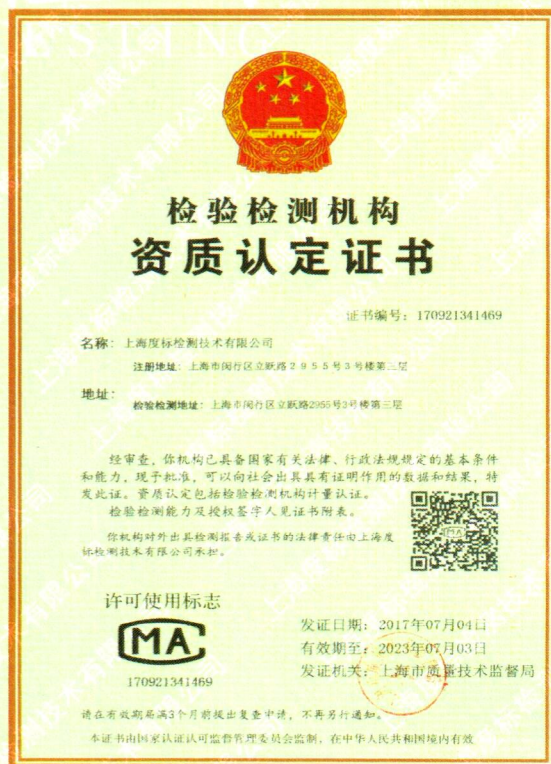 检验检测机构
资质认定证书
证书编号: 170921341469
名称: 上海度标检测技术有限公司
注册地址: 上海市闵行区立跃路2955号3号楼第三层
地址:
检验检测地址: 上海市闵行区立跃路2955号3号楼第三层
经审查, 你机构已具备国家有关法律、行政法规规定的基本条件
和能力, 现予批准, 可以向社会出具具有证明作用的数据和结果, 特
发此证。资质认定包括检验检测机构计量认证。
检验检测能力及授权签字人见证书附表。
你机构对外出具检测报告或证书的法律责任由上海度
标检测技术有限公司承担。
许可使用标志
MA
170921341469
发证日期: 2017年07月04日
有效期至: 2023年07月03日
发证机关: 上海市质量技术监督局
请在有效期届满3个月前提出复查申请, 不再另行通知。
本证书由国家认证认可监督管理委员会监制, 在中华人民共和国境内有效